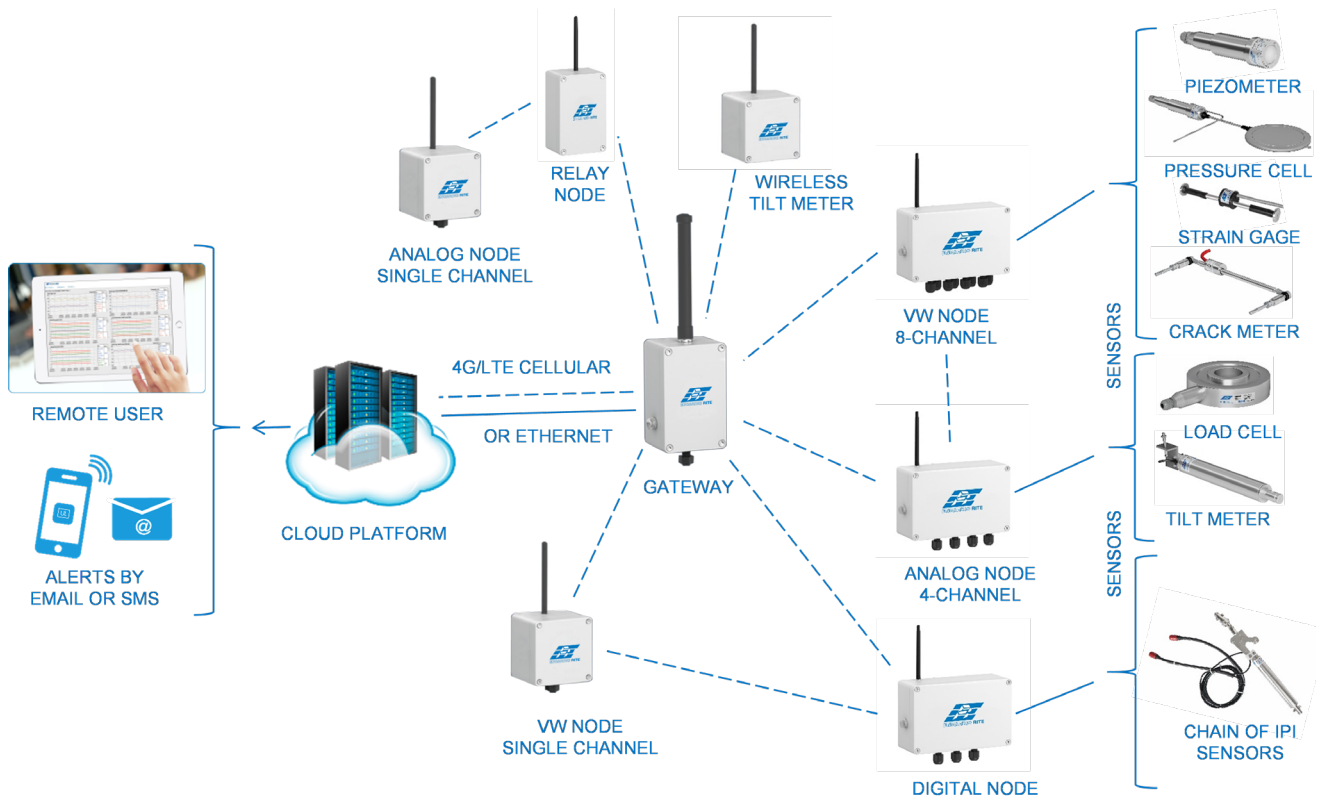 RELAY
NODE
WIRELESS
TILT METER
ANALOG NODE
SINGLE CHANNEL
PIEZOMETER
PRESSURE CELL
STRAIN GAGE
CRACK METER
SENSORS
VW NODE
8-CHANNEL
4G/LTE CELLULAR
OR ETHERNET
REMOTE USER
@
ALERTS BY
EMAIL OR SMS
CLOUD PLATFORM
GATEWAY
LOAD CELL
TILT METER
SENSORS
ANALOG NODE
4-CHANNEL
VW NODE
SINGLE CHANNEL
DIGITAL NODE
CHAIN OF IPI
SENSORS